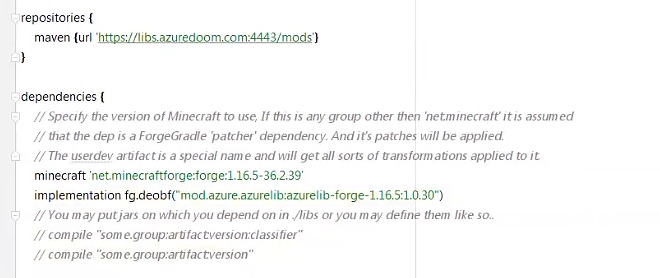 repositories {
maven {url 'https://libs.azuredoom.com:4443/mods'}
}
dependencies {
// Specify the version of Minecraft to use, If this is any group other then 'net.minecraft' it is assumed
// that the dep is a ForgeGradle 'patcher' dependency. And it's patches will be applied.
// The userdev artifact is a special name and will get all sorts of transformations applied to it.
minecraft 'net.minecraftforge:forge:1.16.5-36.2.39'
implementation fg.deobf("mod.azure.azurelib:azurelib-forge-1.16.5:1.0.30")
// You may put jars on which you depend on in ./libs or you may define them like so..
// compile "some.group:artifact:version:classifier"
// compile "some.group:artifact:version"